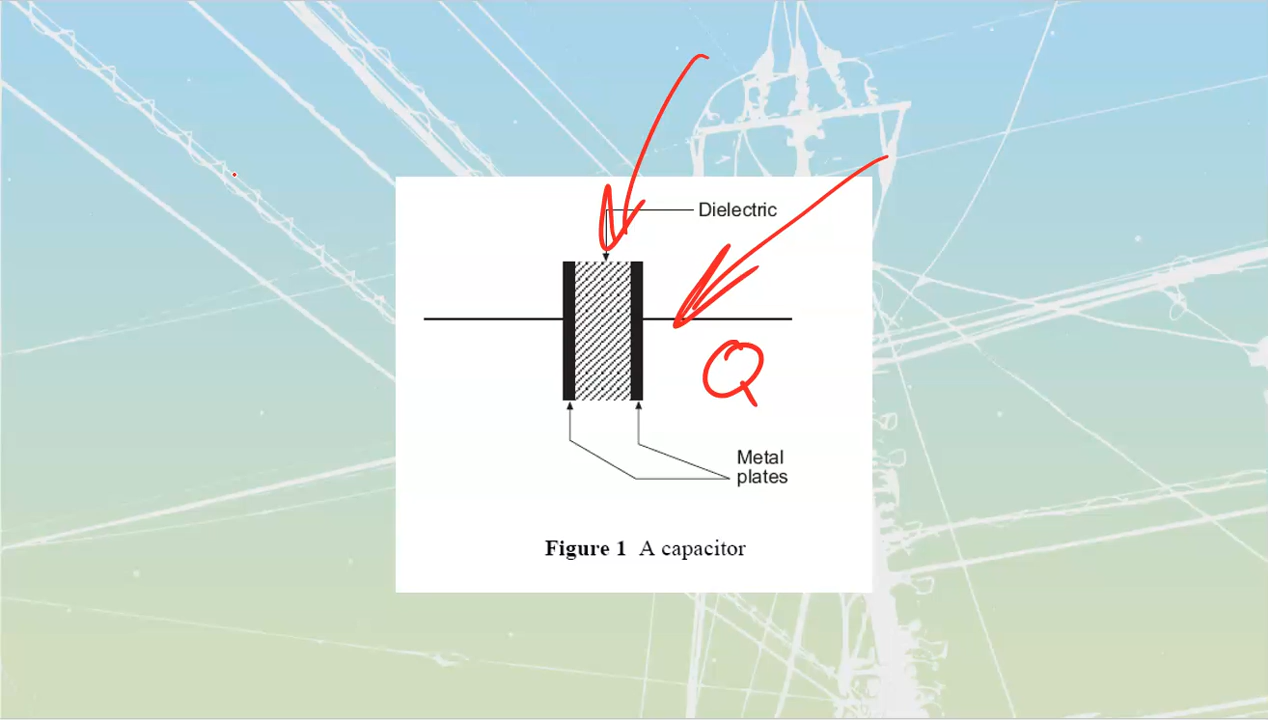 Dielectric
Q
Metal
plates
Figure 1 A capacitor